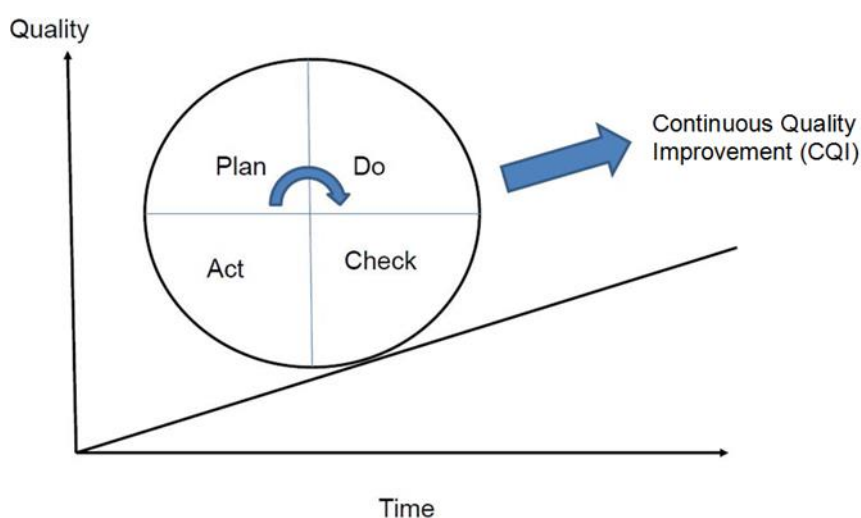 Quality
Continuous Quality
Improvement (CQI)
Plan
Do
Act
Check
Time